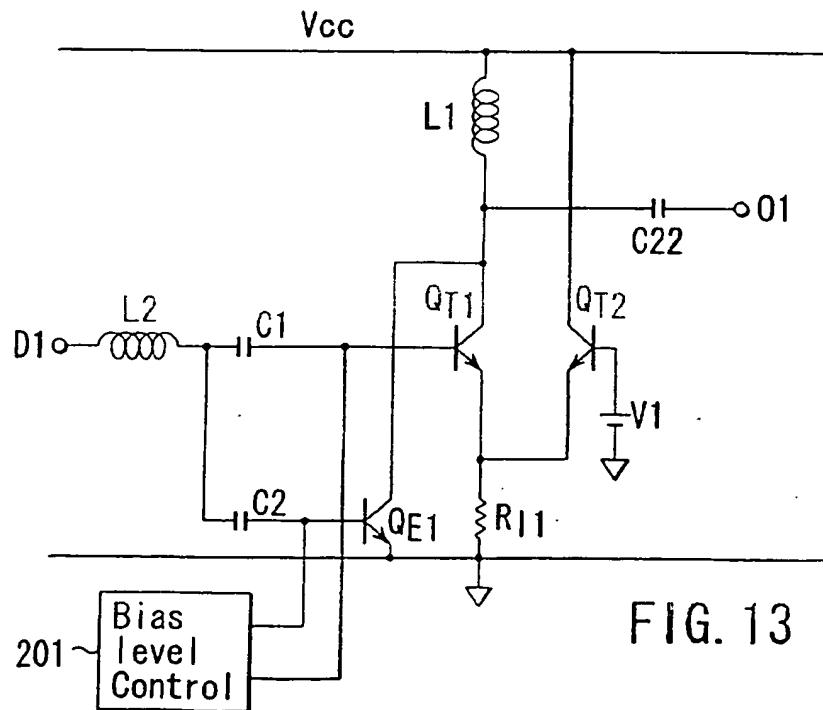 Vcc
L1
O1
C22
QT1
QT2
L2
C1
D1
V1
C2
QE1
RI1
Bias
level
Control
201
FIG. 13